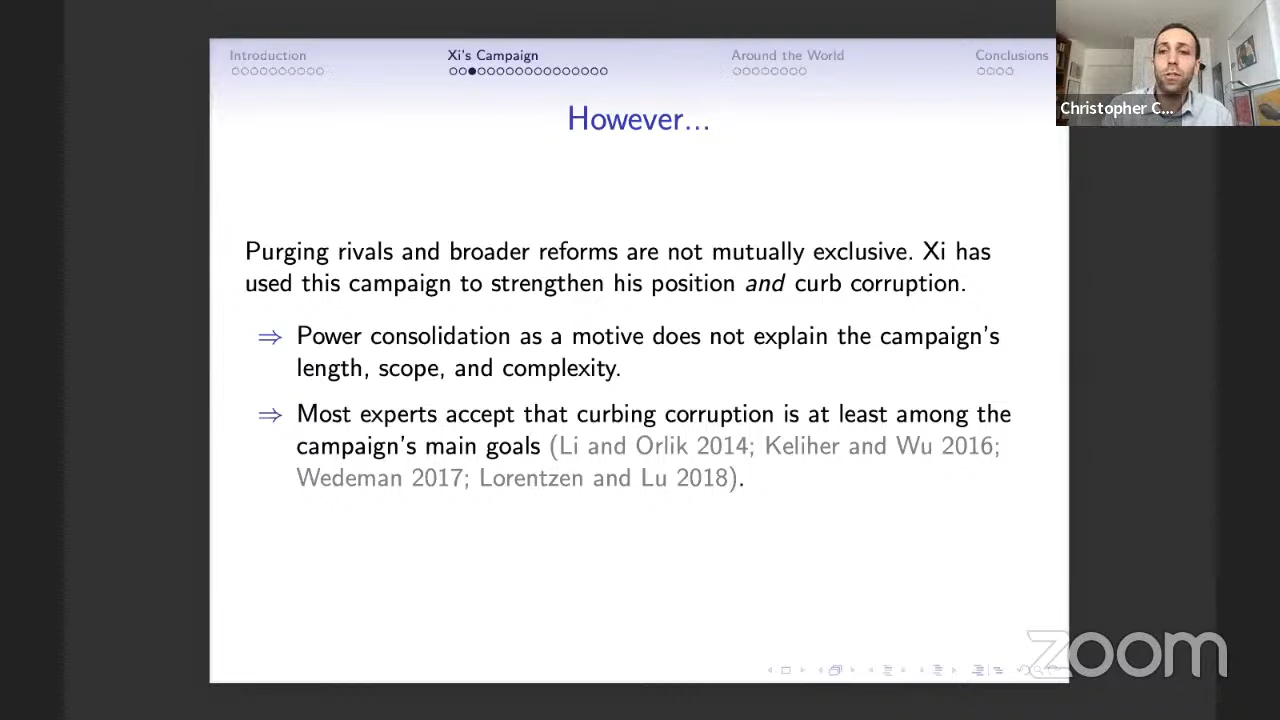 Introduction
Xi's Campaign
Around the World
Conclusions
Christopher C...
However...
Purging rivals and broader reforms are not mutually exclusive. Xi has
used this campaign to strengthen his position and curb corruption.
⇒ Power consolidation as a motive does not explain the campaign's
length, scope, and complexity.
⇒ Most experts accept that curbing corruption is at least among the
campaign's main goals (Li and Orlik 2014; Keliher and Wu 2016;
Wedeman 2017; Lorentzen and Lu 2018).
zoom